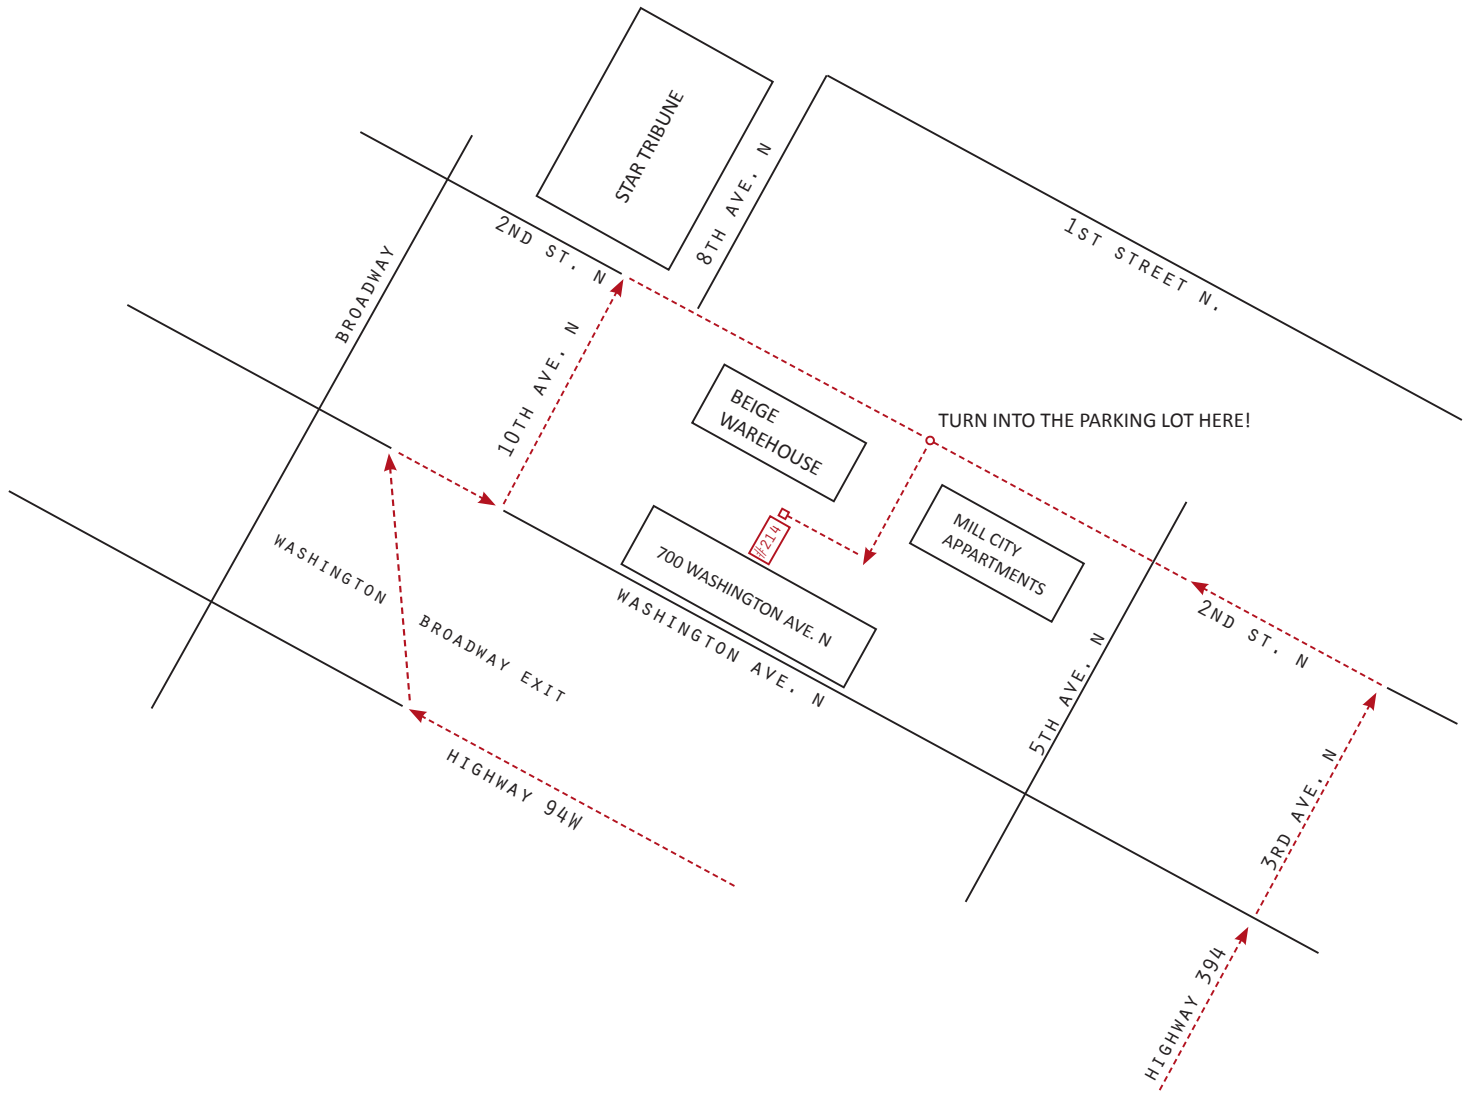 STAR TRIBUNE
8TH AVE. N
1ST STREET N.
2ND ST. N
BROADWAY
10TH AVE. N
BEIGE
WAREHOUSE
TURN INTO THE PARKING LOT HERE!
#214
MILL CITY
APPARTMENTS
700 WASHINGTON AVE. N
WASHINGTON AVE. N
WASHINGTON
BROADWAY EXIT
2ND ST. N
5TH AVE. N
HIGHWAY 94W
3RD AVE. N
HIGHWAY 394